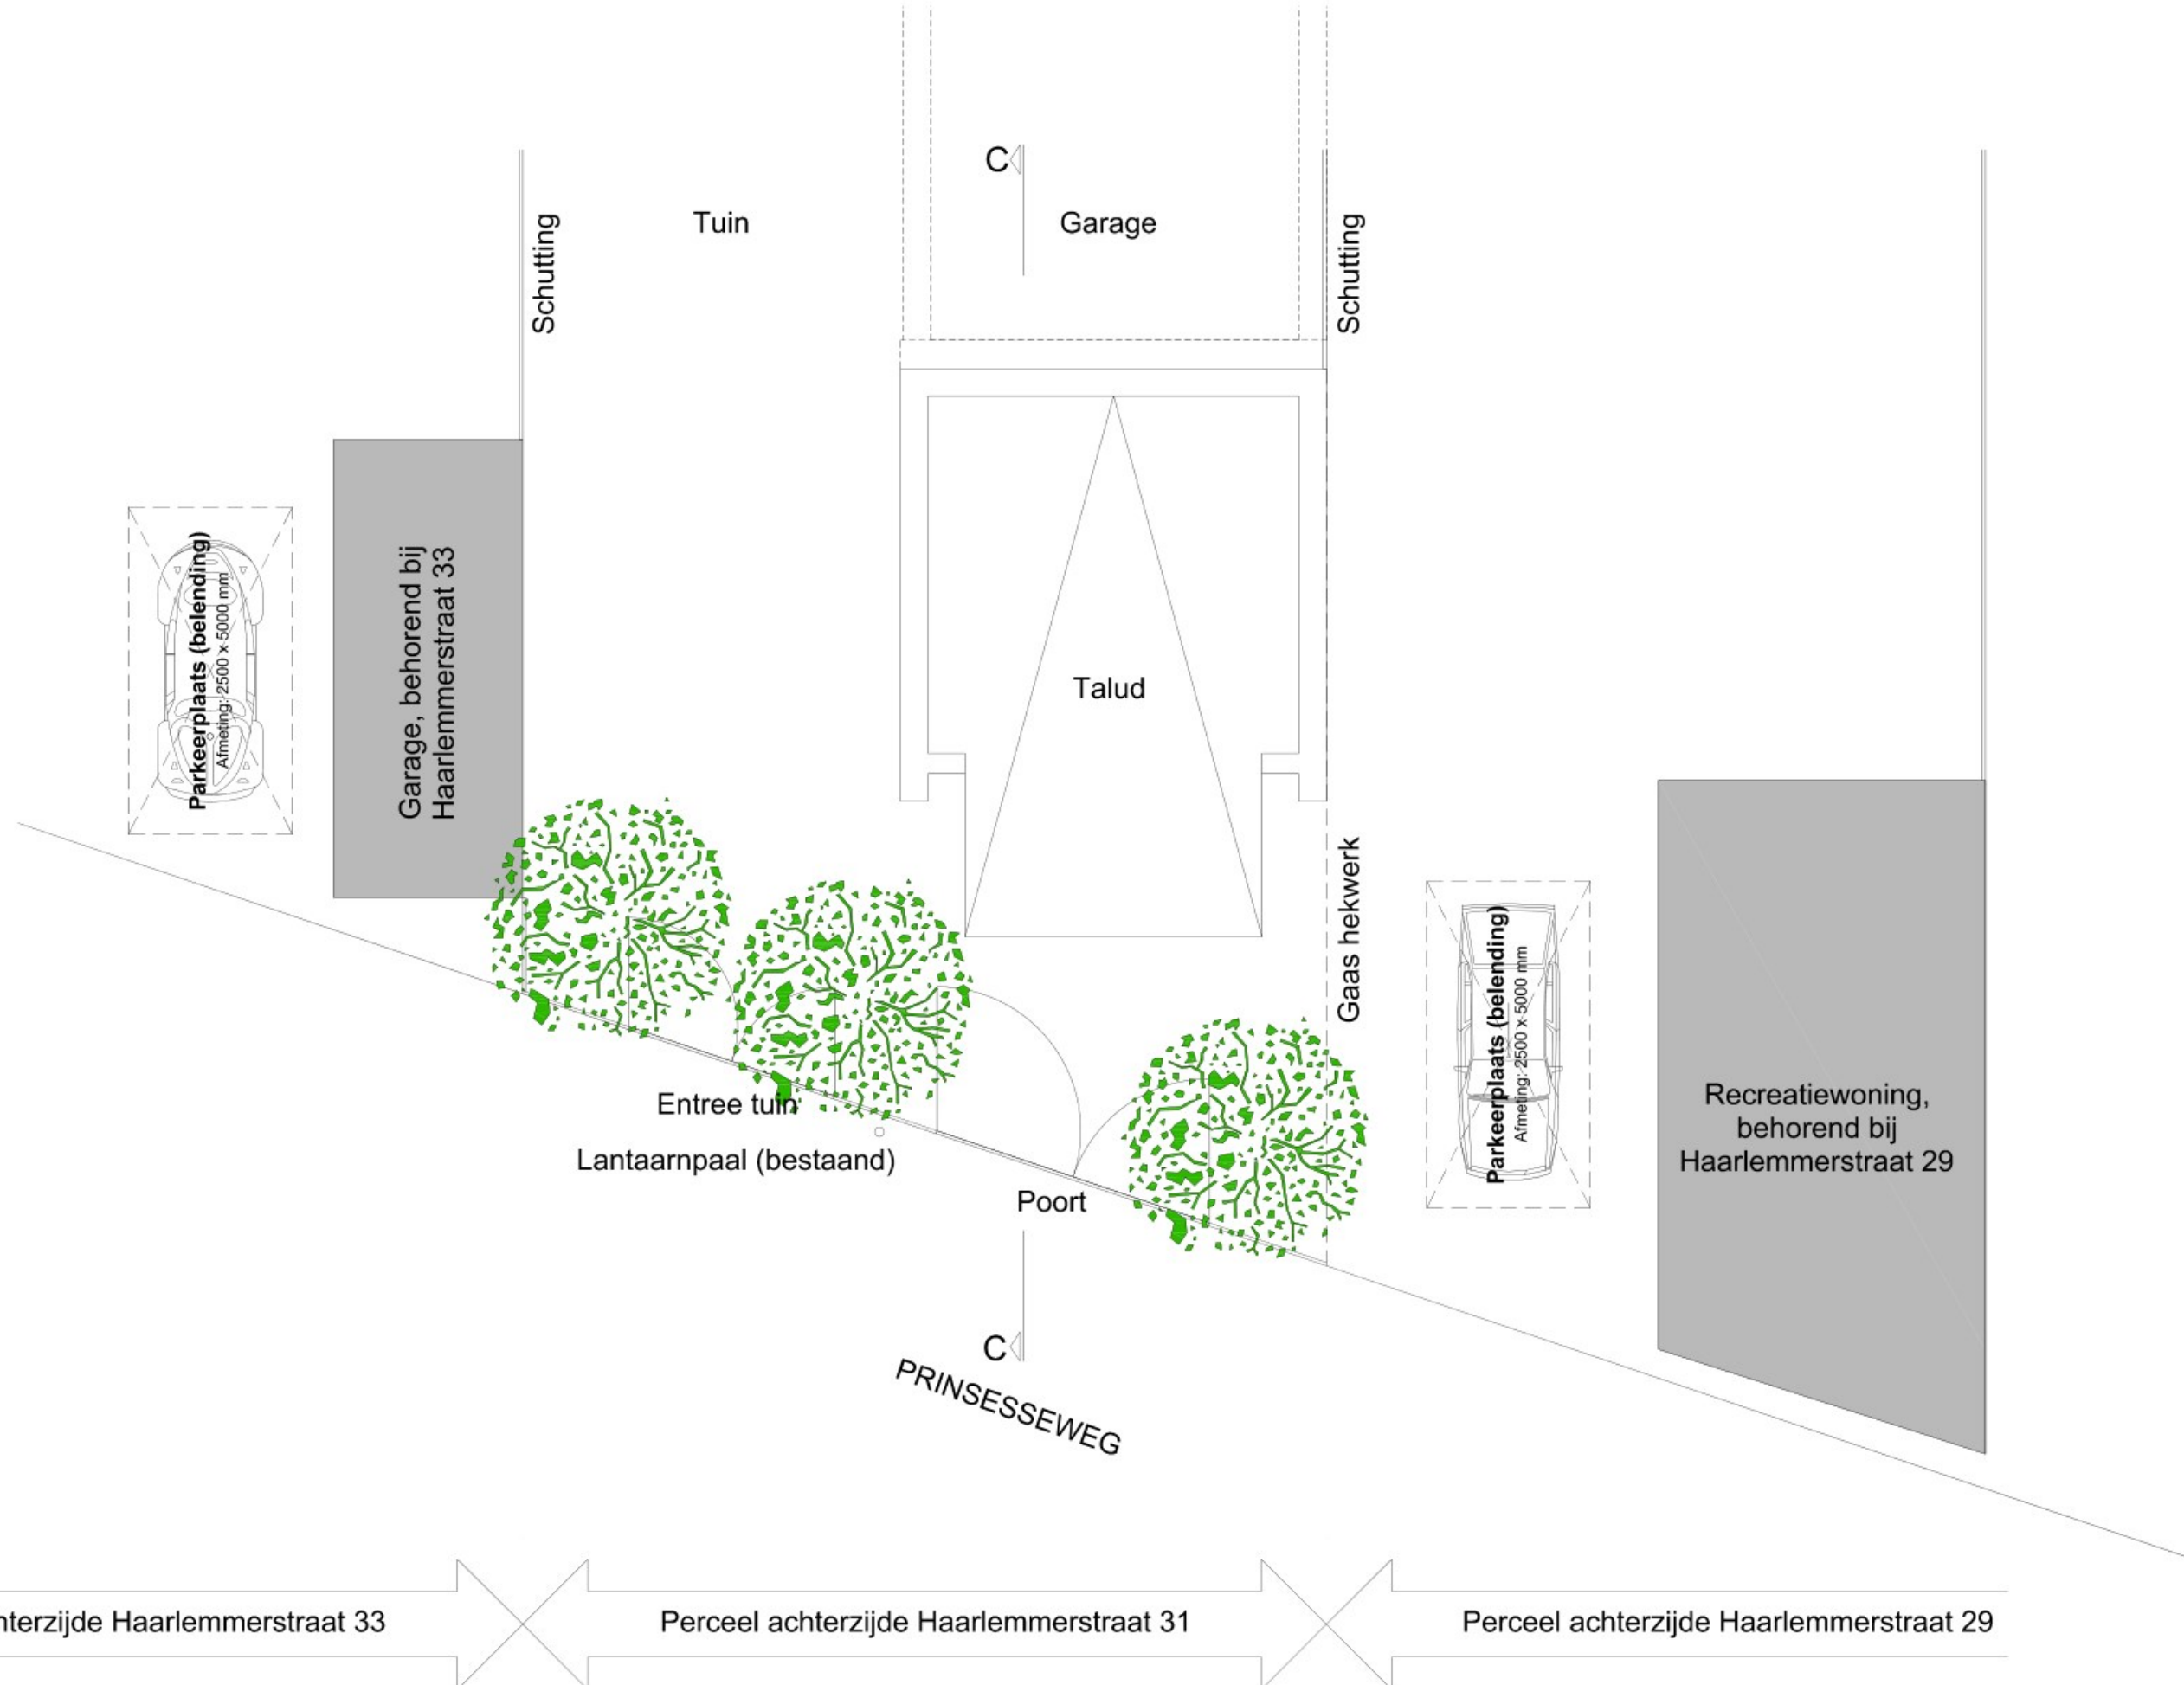 C
Tuin
Garage
Schutting
Schutting
Parkeerplaats (belending)
Afmeting: 2500 x 5000 mm
Garage, behorend bij
Haarlemmerstraat 33
Talud
Gaas hekwerk
Parkeerplaats (belending)
Afmeting: 2500 x 5000 mm
Recreatiewoning,
behorend bij
Haarlemmerstraat 29
Entree tuin
Lantaarnpaal (bestaand)
Poort
C
PRINSESSEWEG
hterzijde Haarlemmerstraat 33
Perceel achterzijde Haarlemmerstraat 31
Perceel achterzijde Haarlemmerstraat 29